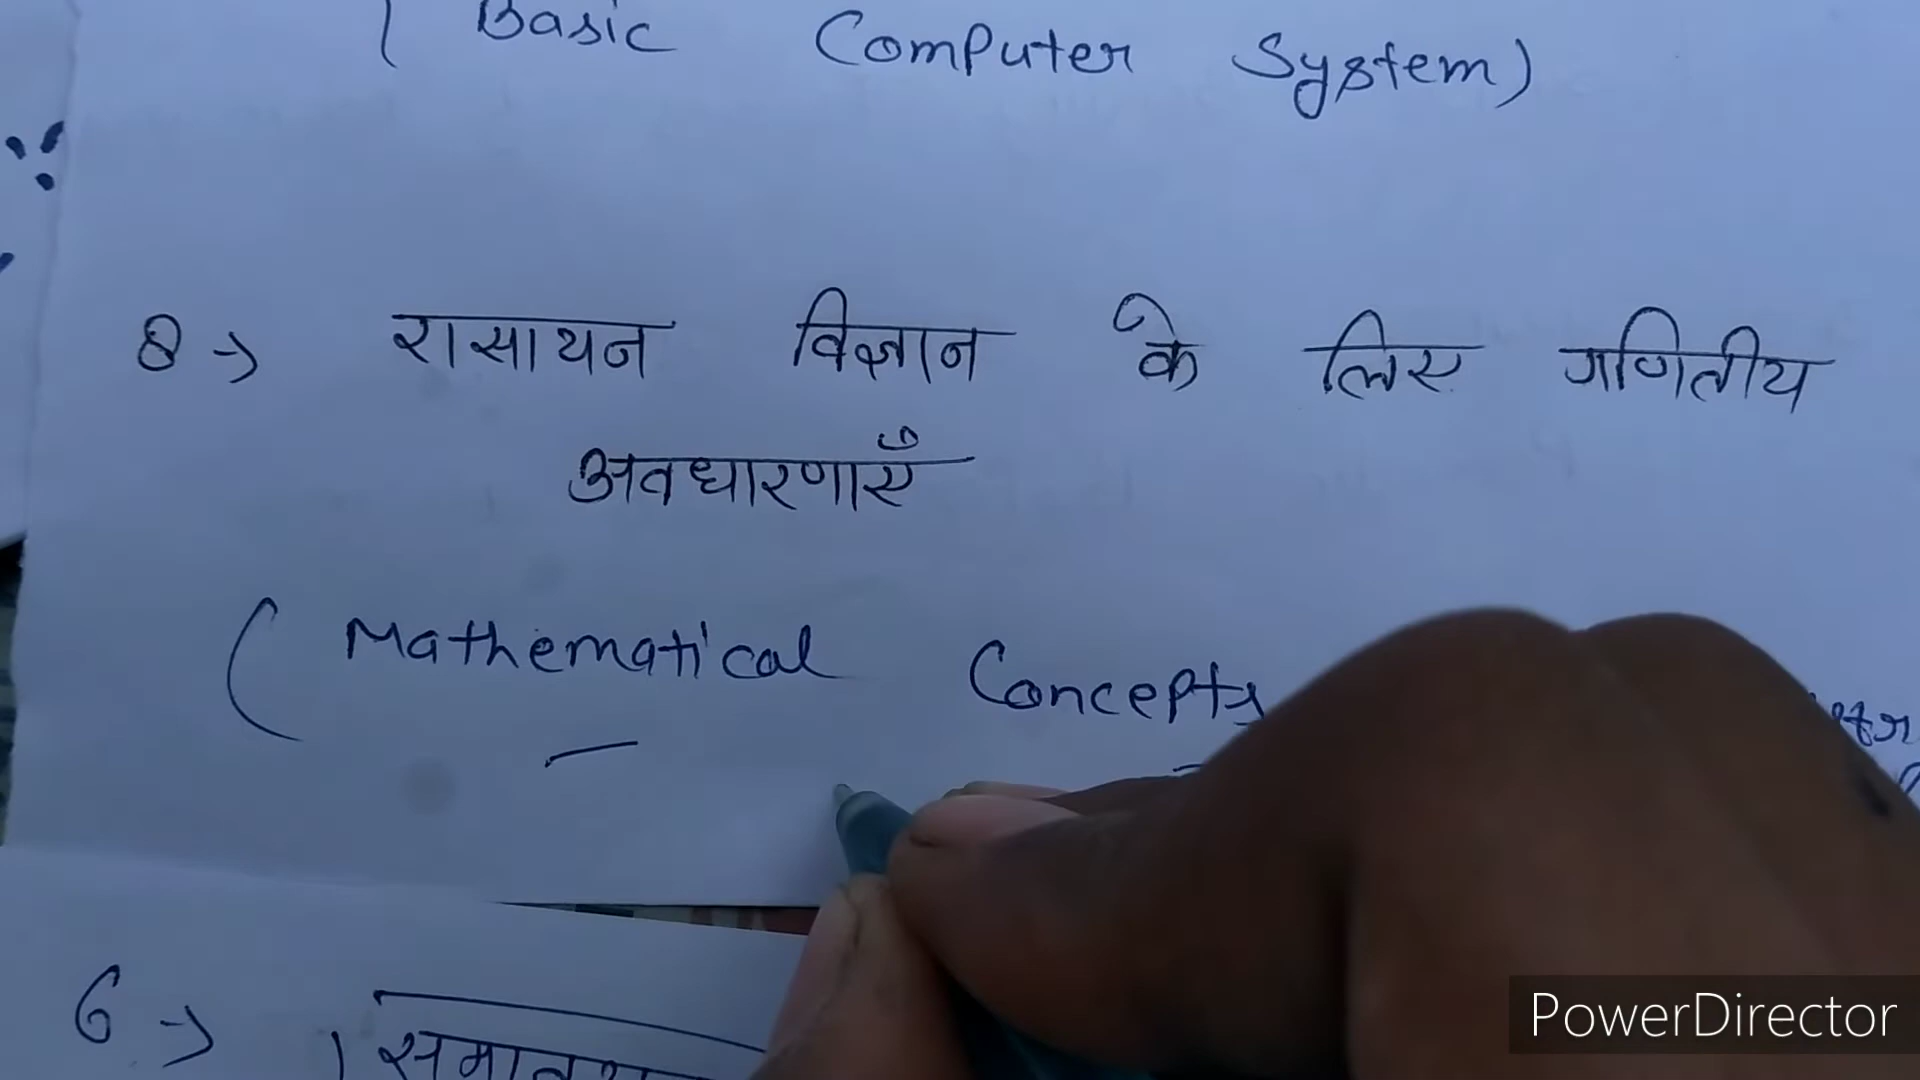 ( Basic Computer System)
8 → रासायन विज्ञान के लिए गणितीय
अवधारणाएँ
( Mathematical Concepts
6 →
PowerDirector